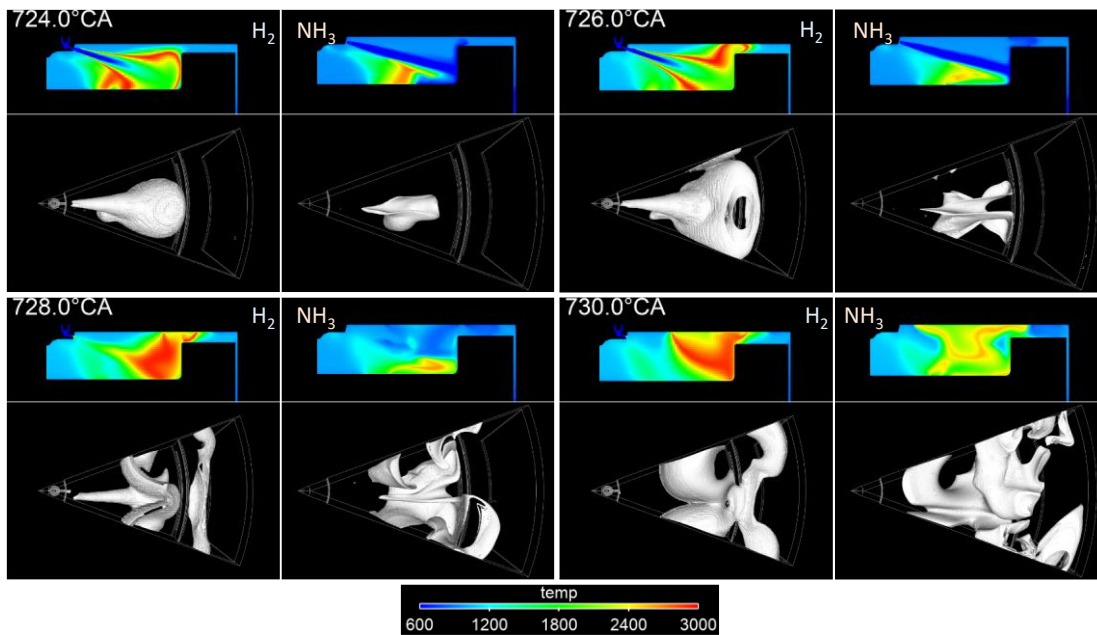 724.0°CA H₂ NH₃ 726.0°CA H₂ NH₃
728.0°CA H₂ NH₃ 730.0°CA H₂ NH₃
temp
600 1200 1800 2400 3000